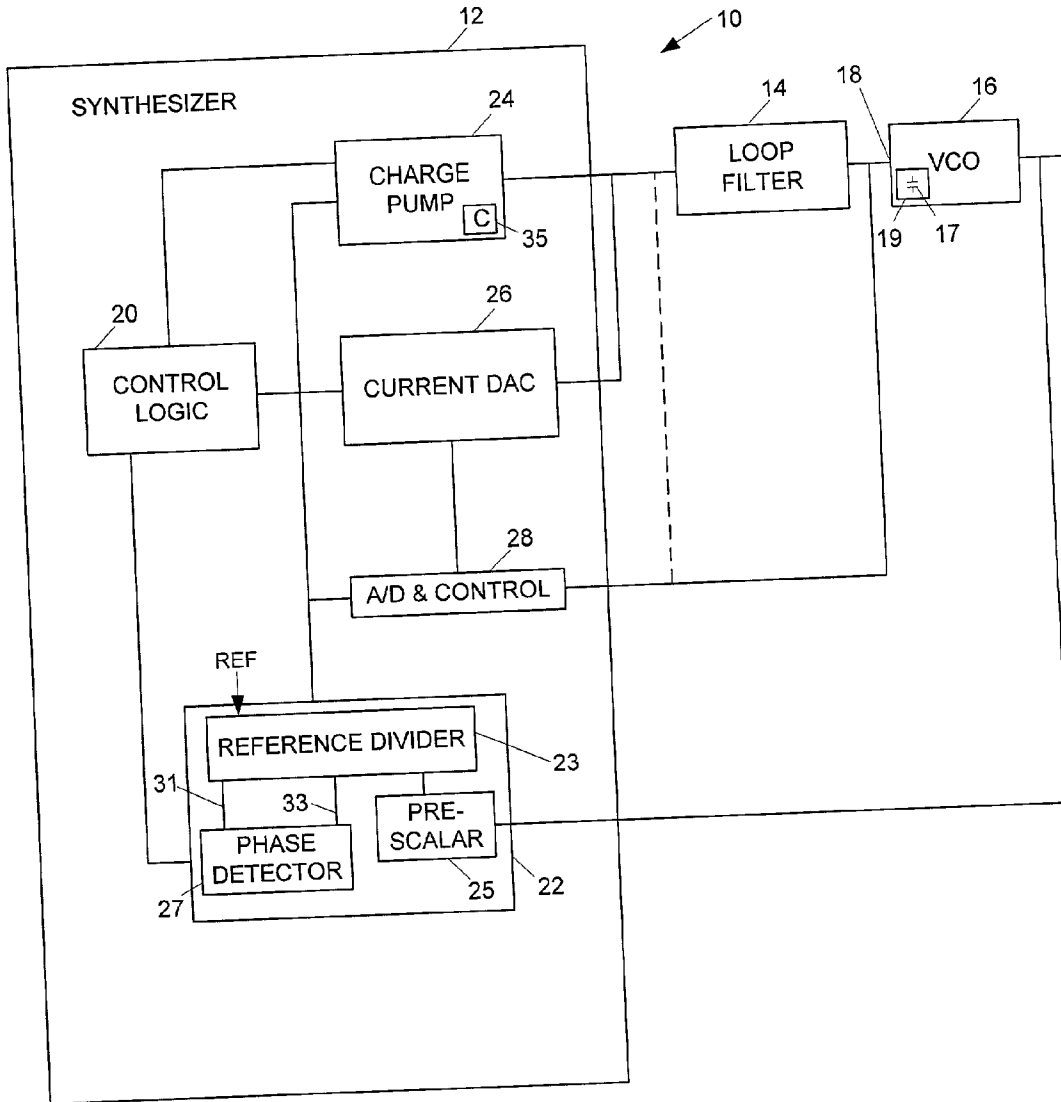 12
10
SYNTHESIZER
24
14
18
16
CHARGE
PUMP
C
35
LOOP
FILTER
VCO
19
17
20
26
CONTROL
LOGIC
CURRENT DAC
28
A/D & CONTROL
REF
REFERENCE DIVIDER
23
31
33
PRE-
SCALAR
PHASE
DETECTOR
27
25
22